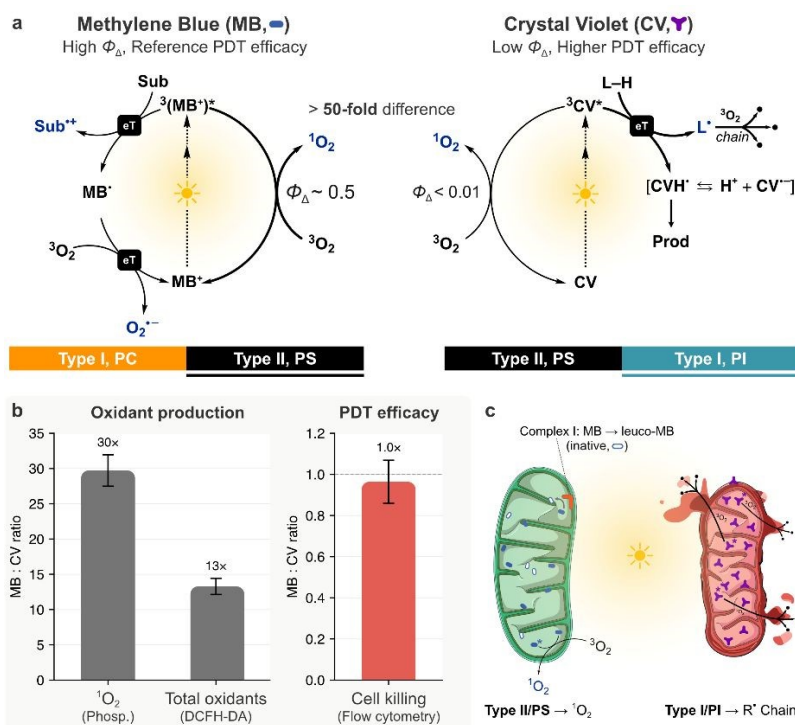 a
Methylene Blue (MB, )
High ΦΔ, Reference PDT efficacy
Crystal Violet (CV, )
Low ΦΔ, Higher PDT efficacy
Sub
³(MB⁺)*
Sub•⁺
eT
MB•
³O₂
eT
MB⁺
O₂•⁻
> 50-fold difference
¹O₂
ΦΔ ~ 0.5
³O₂
¹O₂
ΦΔ < 0.01
³O₂
L–H
³CV*
eT
L•
³O₂
chain
[CVH• ⇆ H⁺ + CV•⁻]
Prod
CV
Type I, PC
Type II, PS
Type II, PS
Type I, PI
b
Oxidant production
MB : CV ratio
35
30
25
20
15
10
5
0
30×
13×
¹O₂
(Phosp.)
Total oxidants
(DCFH-DA)
PDT efficacy
MB : CV ratio
1.2
1.0
0.8
0.6
0.4
0.2
0.0
1.0×
Cell killing
(Flow cytometry)
c
Complex I: MB → leuco-MB
(inative, )
³O₂
¹O₂
Type II/PS → ¹O₂
³O₂
³O₂
Type I/PI → R• Chain